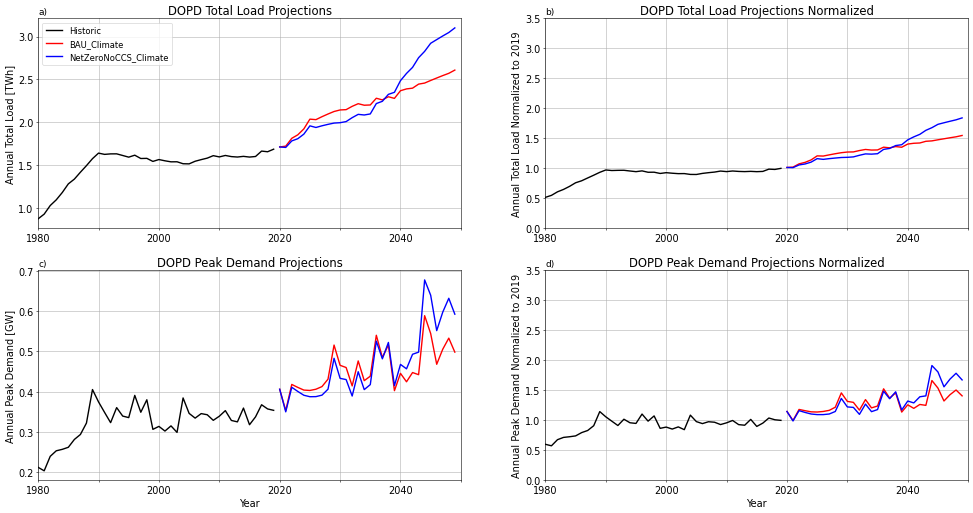 a)
DOPD Total Load Projections
Annual Total Load [TWh]
3.0
2.5
2.0
1.5
1.0
Historic
BAU_Climate
NetZeroNoCCS_Climate
1980
2000
2020
2040
b)
DOPD Total Load Projections Normalized
Annual Total Load Normalized to 2019
3.5
3.0
2.5
2.0
1.5
1.0
0.5
0.0
1980
2000
2020
2040
c)
DOPD Peak Demand Projections
Annual Peak Demand [GW]
0.7
0.6
0.5
0.4
0.3
0.2
1980
2000
2020
2040
Year
d)
DOPD Peak Demand Projections Normalized
Annual Peak Demand Normalized to 2019
3.5
3.0
2.5
2.0
1.5
1.0
0.5
0.0
1980
2000
2020
2040
Year